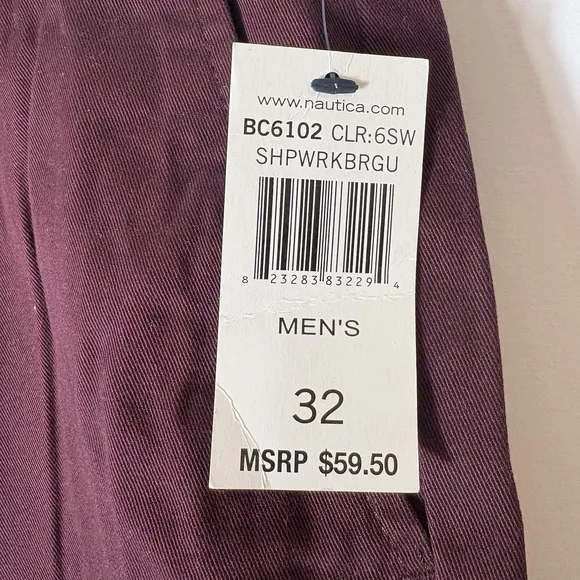 www.nautica.com
BC6102 CLR:6SW
SHPWRKBRGU
8 23283 83229 4
MEN'S
32
MSRP $59.50